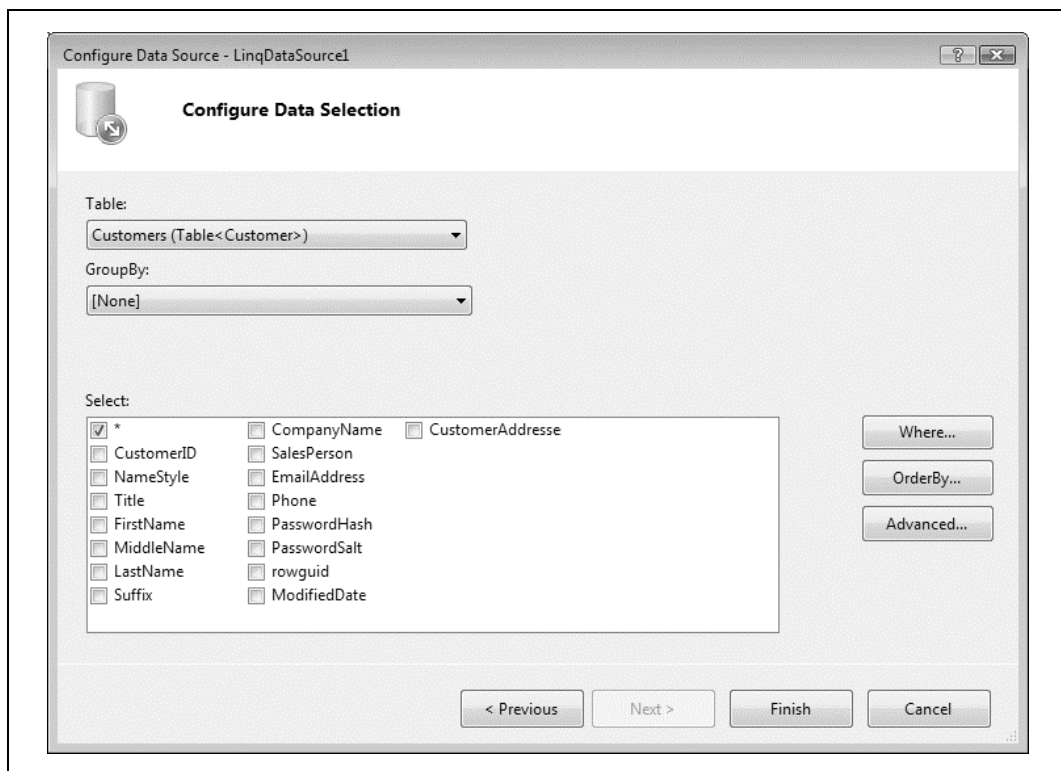 Configure Data Source - LinqDataSource1
Configure Data Selection
Table:
Customers (Table<Customer>)
GroupBy:
[None]
Select:
*
CustomerID
NameStyle
Title
FirstName
MiddleName
LastName
Suffix
CompanyName
SalesPerson
EmailAddress
Phone
PasswordHash
PasswordSalt
rowguid
ModifiedDate
CustomerAddresse
Where...
OrderBy...
Advanced...
< Previous
Next >
Finish
Cancel